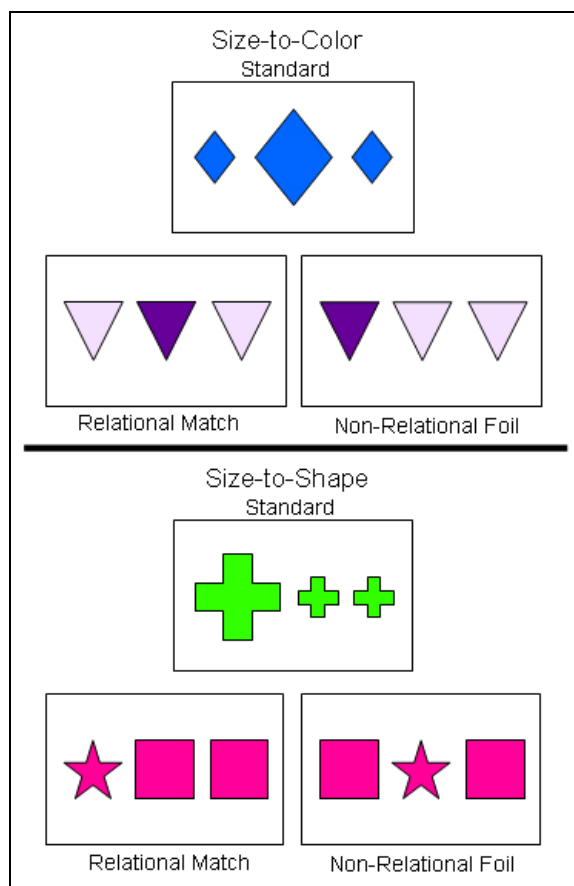 Size-to-Color
Standard
Relational Match
Non-Relational Foil
Size-to-Shape
Standard
Relational Match
Non-Relational Foil